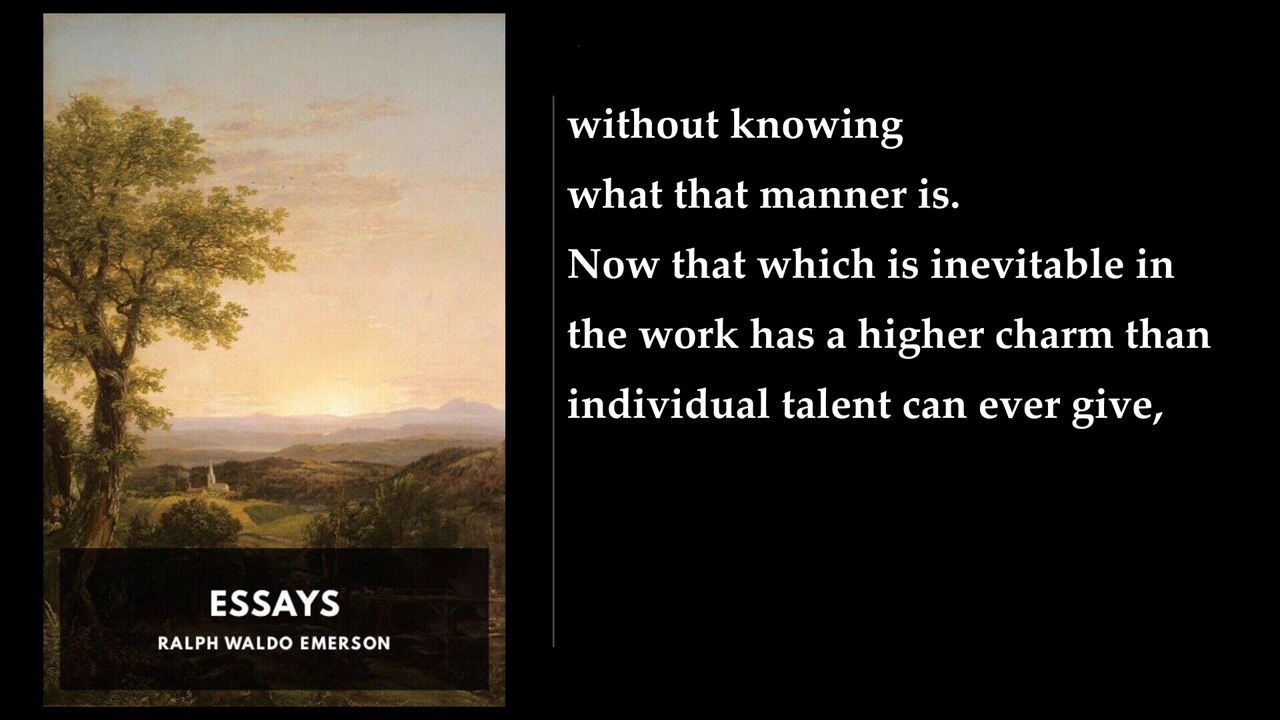 ESSAYS
RALPH WALDO EMERSON
without knowing
what that manner is.
Now that which is inevitable in
the work has a higher charm than
individual talent can ever give,